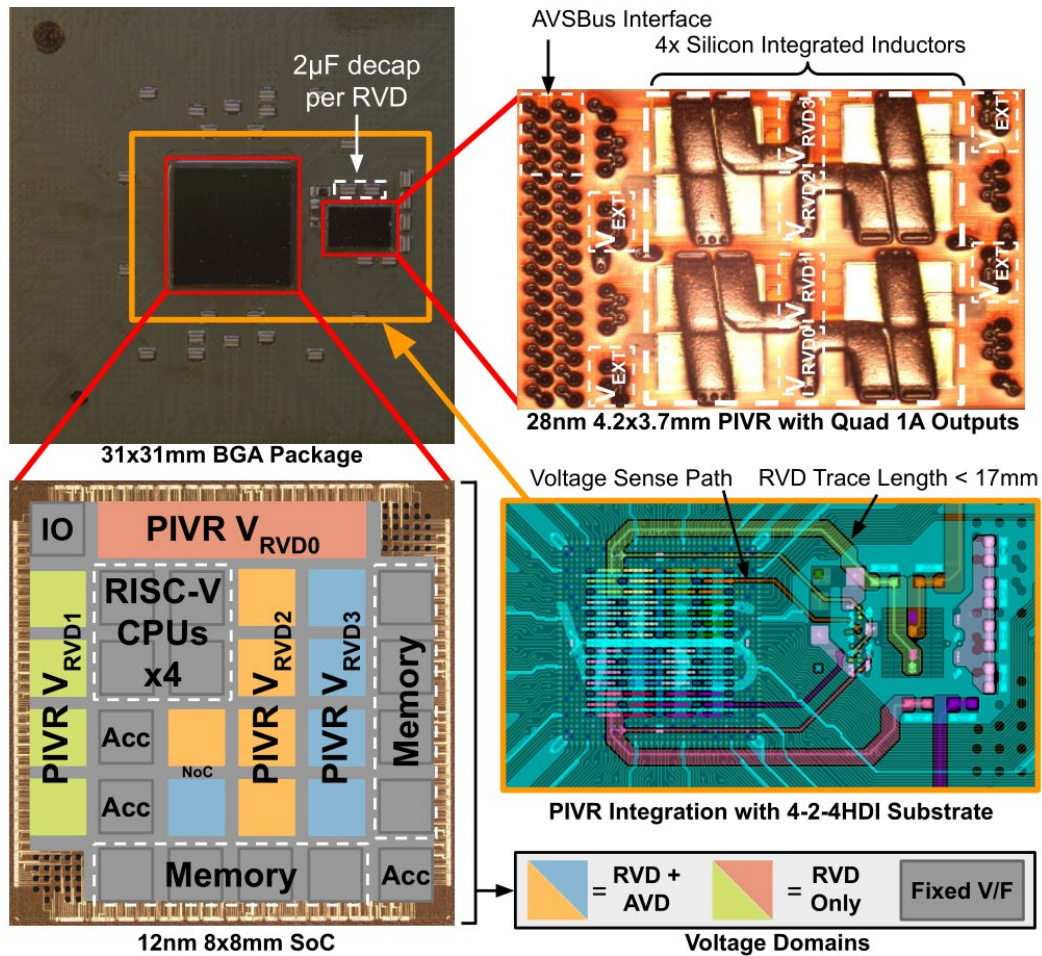 2µF decap
per RVD
31x31mm BGA Package
AVSBus Interface
4x Silicon Integrated Inductors
VEXT
VRVD3
VRVD2
VEXT
VRVD1
VEXT
VRVD0
VEXT
28nm 4.2x3.7mm PIVR with Quad 1A Outputs
IO
PIVR VRVD0
PIVR VRVD1
RISC-V
CPUs
x4
PIVR VRVD2
PIVR VRVD3
Memory
Acc
NoC
Acc
Memory
Acc
12nm 8x8mm SoC
Voltage Sense Path
RVD Trace Length < 17mm
PIVR Integration with 4-2-4HDI Substrate
= RVD +
AVD
= RVD
Only
Fixed V/F
Voltage Domains